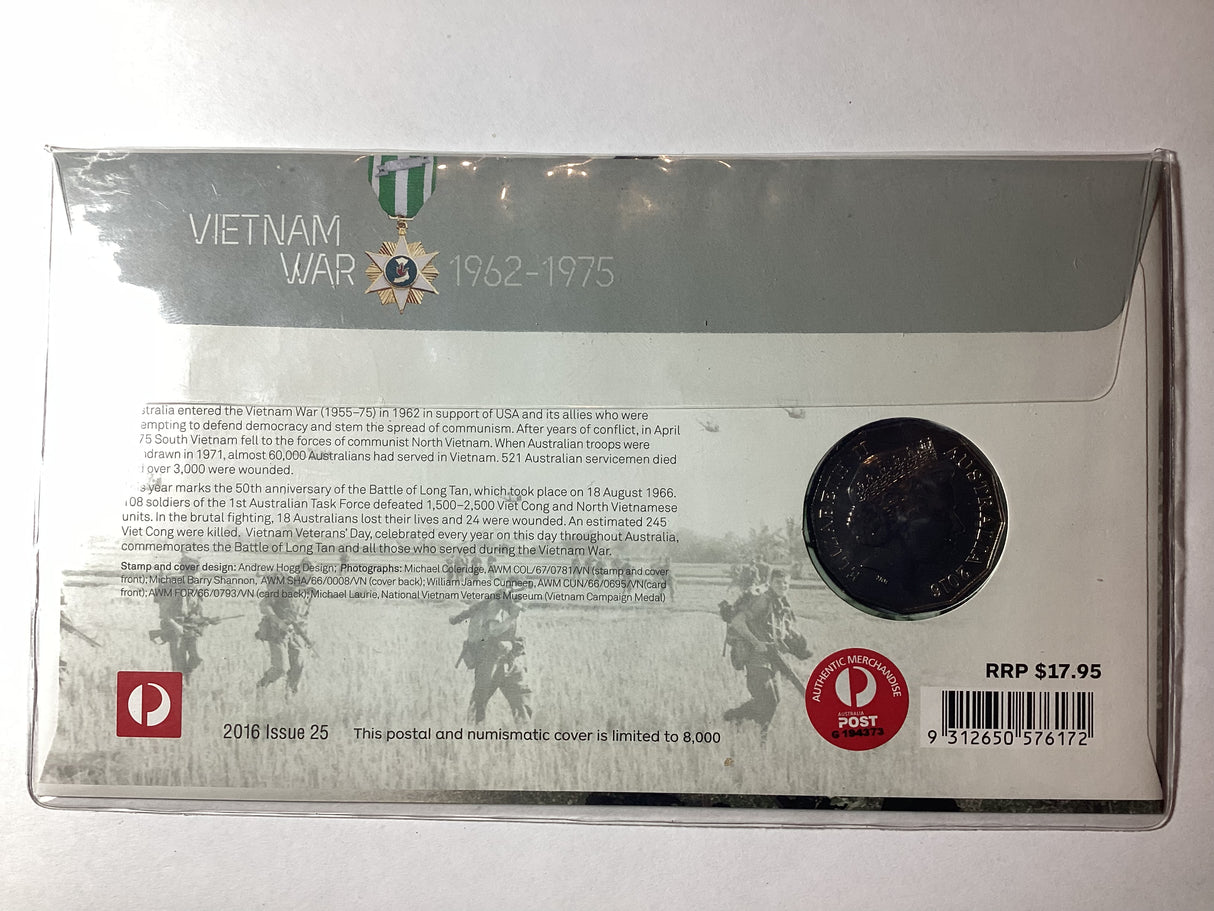 VIETNAM
WAR 1962–1975
stralia entered the Vietnam War (1955–75) in 1962 in support of USA and its allies who were
empting to defend democracy and stem the spread of communism. After years of conflict, in April
75 South Vietnam fell to the forces of communist North Vietnam. When Australian troops were
drawn in 1971, almost 60,000 Australians had served in Vietnam. 521 Australian servicemen died
over 3,000 were wounded.
year marks the 50th anniversary of the Battle of Long Tan, which took place on 18 August 1966.
108 soldiers of the 1st Australian Task Force defeated 1,500–2,500 Viet Cong and North Vietnamese
units. In the brutal fighting, 18 Australians lost their lives and 24 were wounded. An estimated 245
Viet Cong were killed. Vietnam Veterans' Day, celebrated every year on this day throughout Australia,
commemorates the Battle of Long Tan and all those who served during the Vietnam War.
Stamp and cover design: Andrew Hogg Design; Photographs: Michael Coleridge, AWM COL/67/0781/VN (stamp and cover
front); Michael Barry Shannon, AWM SHA/66/0008/VN (cover back); William James Cunneen, AWM CUN/66/0695/VN(card
front); AWM FOR/66/0793/VN (card back); Michael Laurie, National Vietnam Veterans Museum (Vietnam Campaign Medal)
ELIZABETH II AUSTRALIA 2016
2016 Issue 25
This postal and numismatic cover is limited to 8,000
AUTHENTIC MERCHANDISE
AUSTRALIA
POST
G 194373
RRP $17.95
9 312650 576172